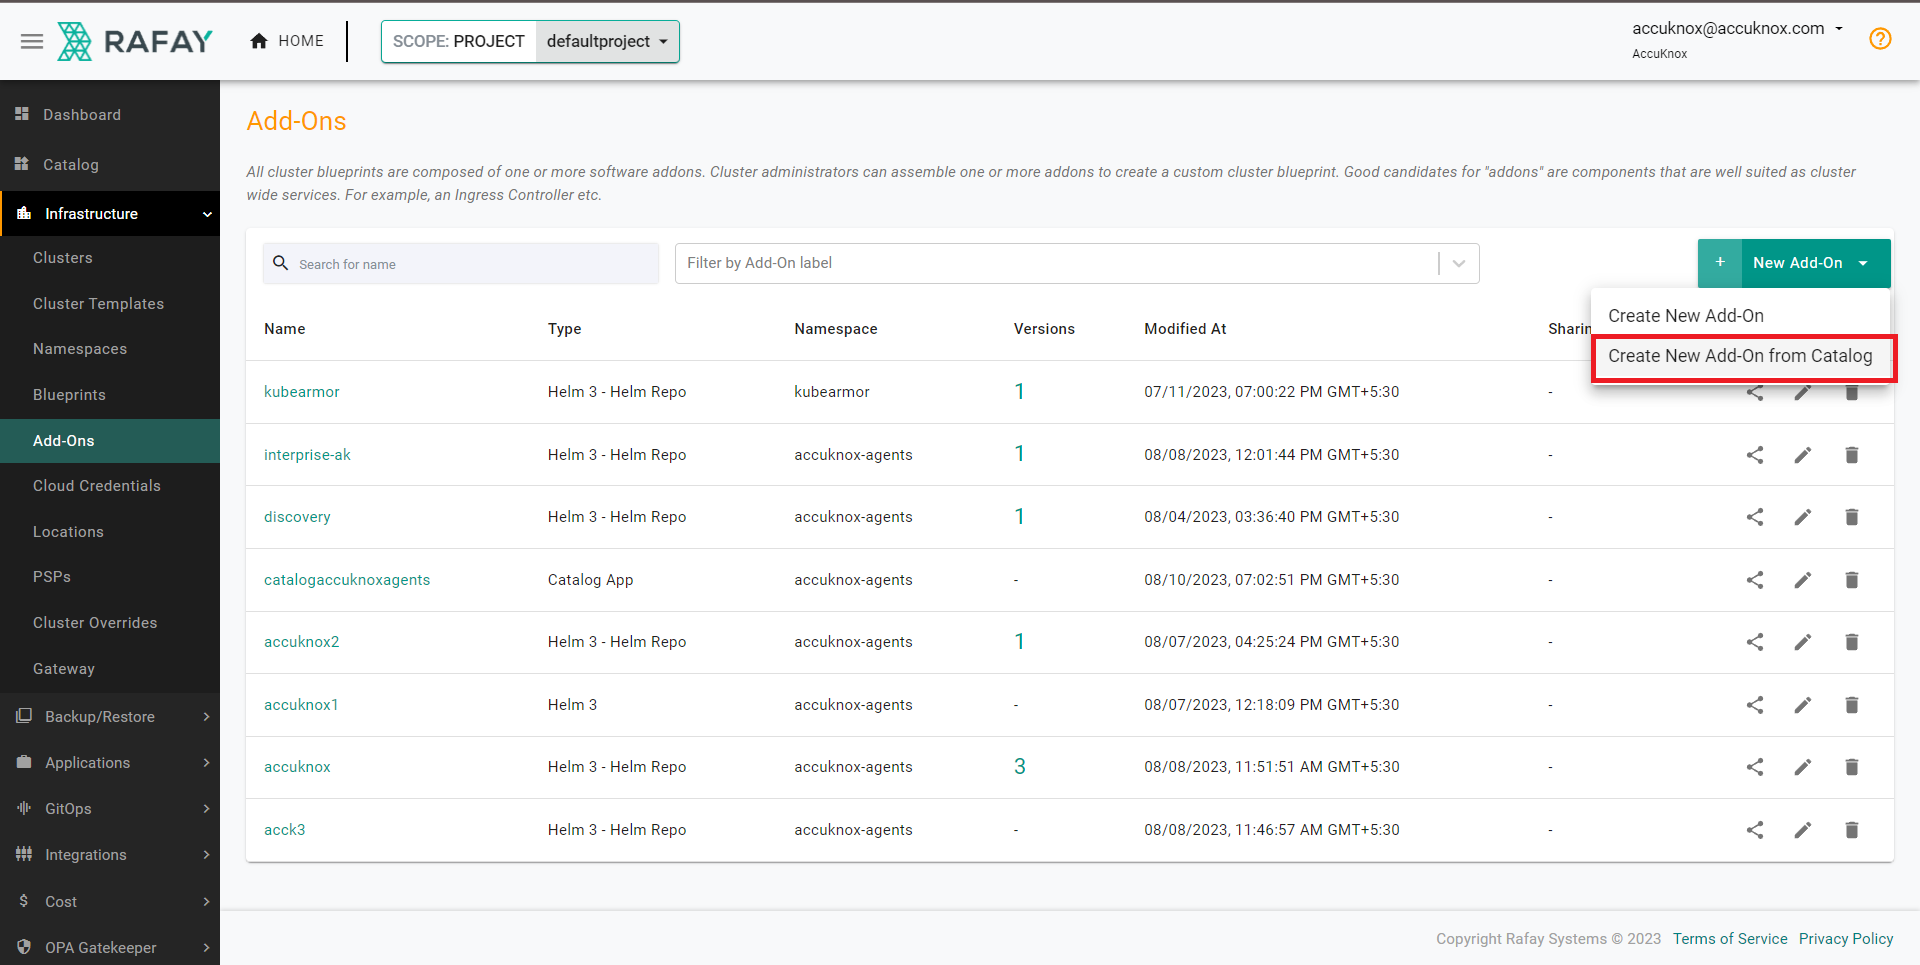 RAFAY
HOME
SCOPE: PROJECT defaultproject
accuknox@accuknox.com
AccuKnox
Dashboard
Catalog
Infrastructure
Clusters
Cluster Templates
Namespaces
Blueprints
Add-Ons
Cloud Credentials
Locations
PSPs
Cluster Overrides
Gateway
Backup/Restore
Applications
GitOps
Integrations
Cost
OPA Gatekeeper
Add-Ons
All cluster blueprints are composed of one or more software addons. Cluster administrators can assemble one or more addons to create a custom cluster blueprint. Good candidates for "addons" are components that are well suited as cluster
wide services. For example, an Ingress Controller etc.
Search for name
Filter by Add-On label
+ New Add-On
Create New Add-On
Create New Add-On from Catalog
Name Type Namespace Versions Modified At
kubearmor Helm 3 - Helm Repo kubearmor 1 07/11/2023, 07:00:22 PM GMT+5:30 -
interprise-ak Helm 3 - Helm Repo accuknox-agents 1 08/08/2023, 12:01:44 PM GMT+5:30 -
discovery Helm 3 - Helm Repo accuknox-agents 1 08/04/2023, 03:36:40 PM GMT+5:30 -
catalogaccuknoxagents Catalog App accuknox-agents - 08/10/2023, 07:02:51 PM GMT+5:30 -
accuknox2 Helm 3 - Helm Repo accuknox-agents 1 08/07/2023, 04:25:24 PM GMT+5:30 -
accuknox1 Helm 3 accuknox-agents - 08/07/2023, 12:18:09 PM GMT+5:30 -
accuknox Helm 3 - Helm Repo accuknox-agents 3 08/08/2023, 11:51:51 AM GMT+5:30 -
acck3 Helm 3 - Helm Repo accuknox-agents - 08/08/2023, 11:46:57 AM GMT+5:30 -
Copyright Rafay Systems © 2023 Terms of Service Privacy Policy